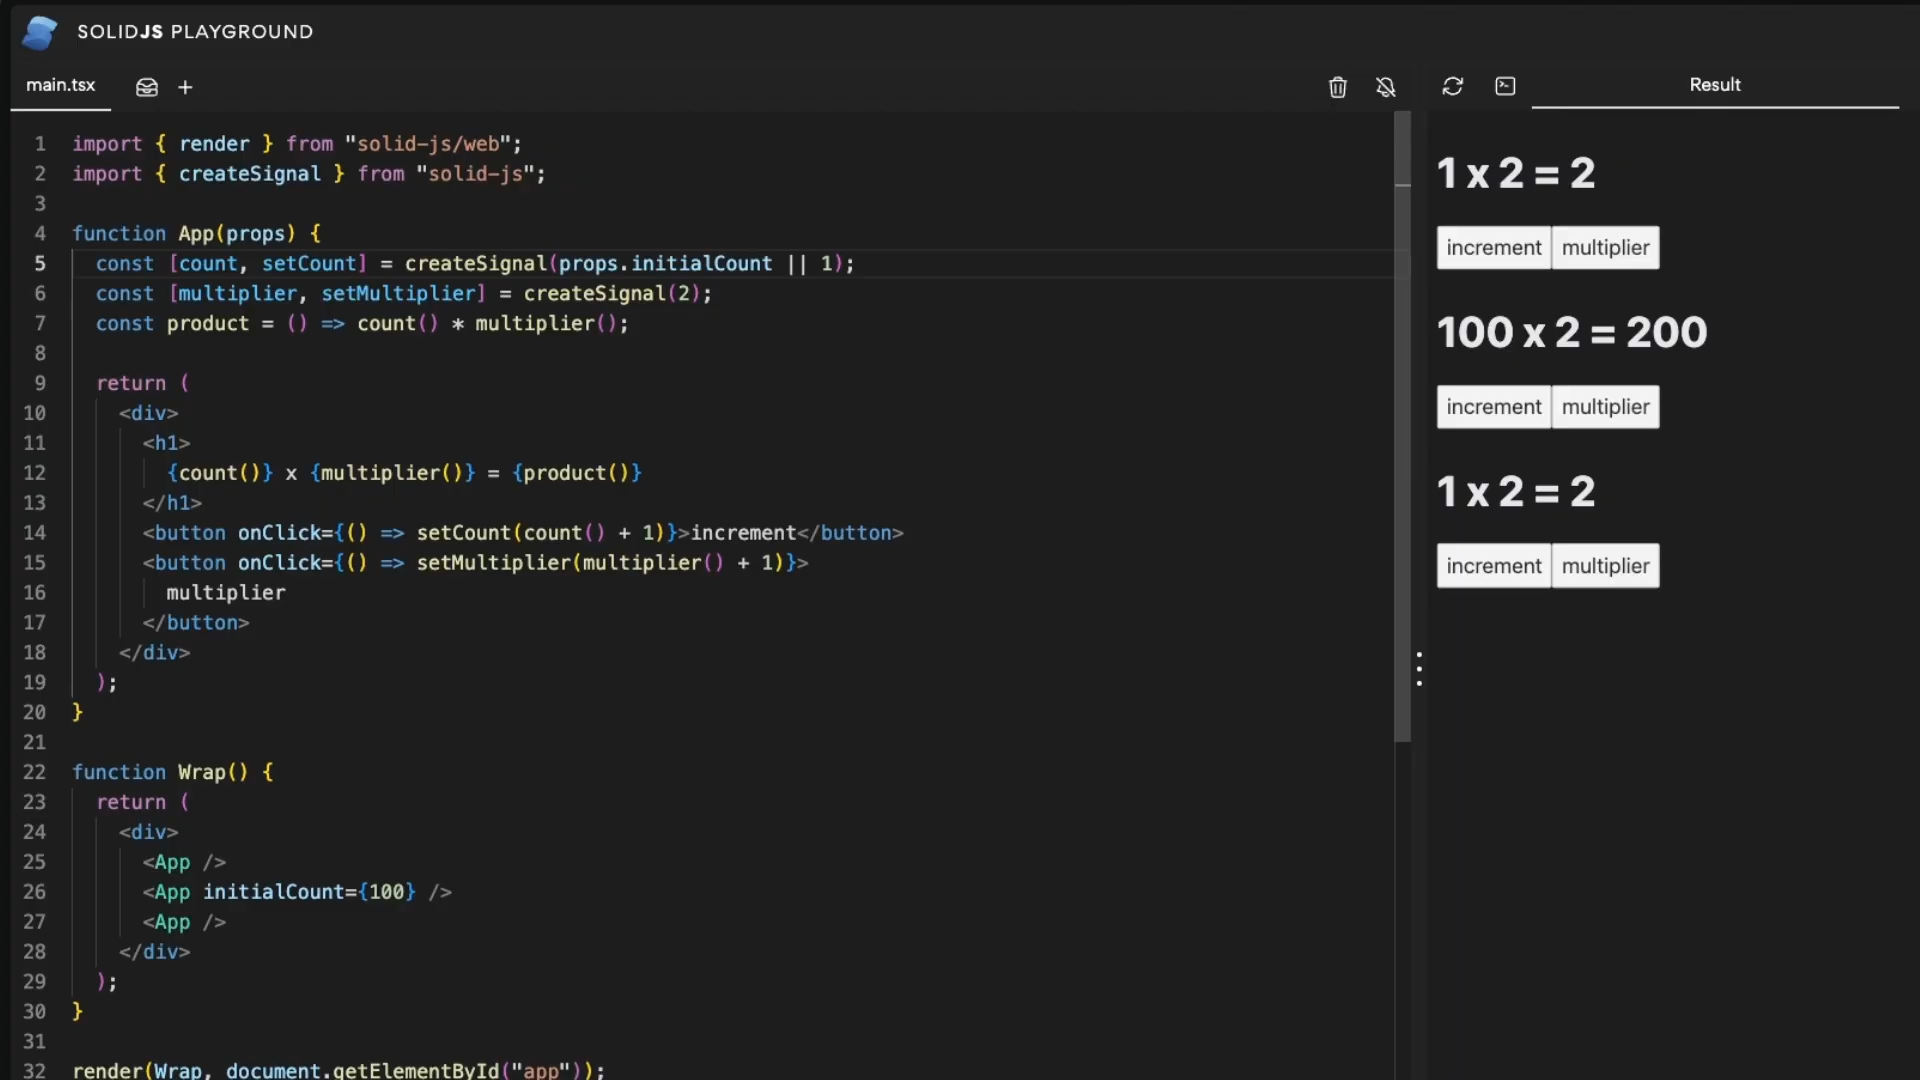 SOLIDJS PLAYGROUND
main.tsx
Result
1 import { render } from "solid-js/web";
2 import { createSignal } from "solid-js";
3
4 function App(props) {
5   const [count, setCount] = createSignal(props.initialCount || 1);
6   const [multiplier, setMultiplier] = createSignal(2);
7   const product = () => count() * multiplier();
8
9   return (
10     <div>
11       <h1>
12         {count()} x {multiplier()} = {product()}
13       </h1>
14       <button onClick={() => setCount(count() + 1)}>increment</button>
15       <button onClick={() => setMultiplier(multiplier() + 1)}>
16         multiplier
17       </button>
18     </div>
19   );
20 }
21
22 function Wrap() {
23   return (
24     <div>
25       <App />
26       <App initialCount={100} />
27       <App />
28     </div>
29   );
30 }
31
32 render(Wrap, document.getElementById("app"));
1 x 2 = 2
increment multiplier
100 x 2 = 200
increment multiplier
1 x 2 = 2
increment multiplier